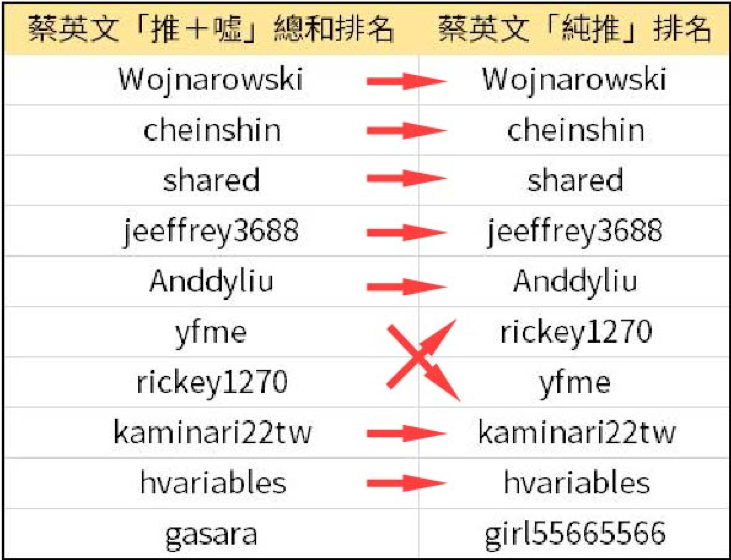 蔡英文「推＋噓」總和排名 蔡英文「純推」排名
Wojnarowski Wojnarowski
cheinshin cheinshin
shared shared
jeeffrey3688 jeeffrey3688
Anddyliu Anddyliu
yfme rickey1270
rickey1270 yfme
kaminari22tw kaminari22tw
hvariables hvariables
gasara girl55665566